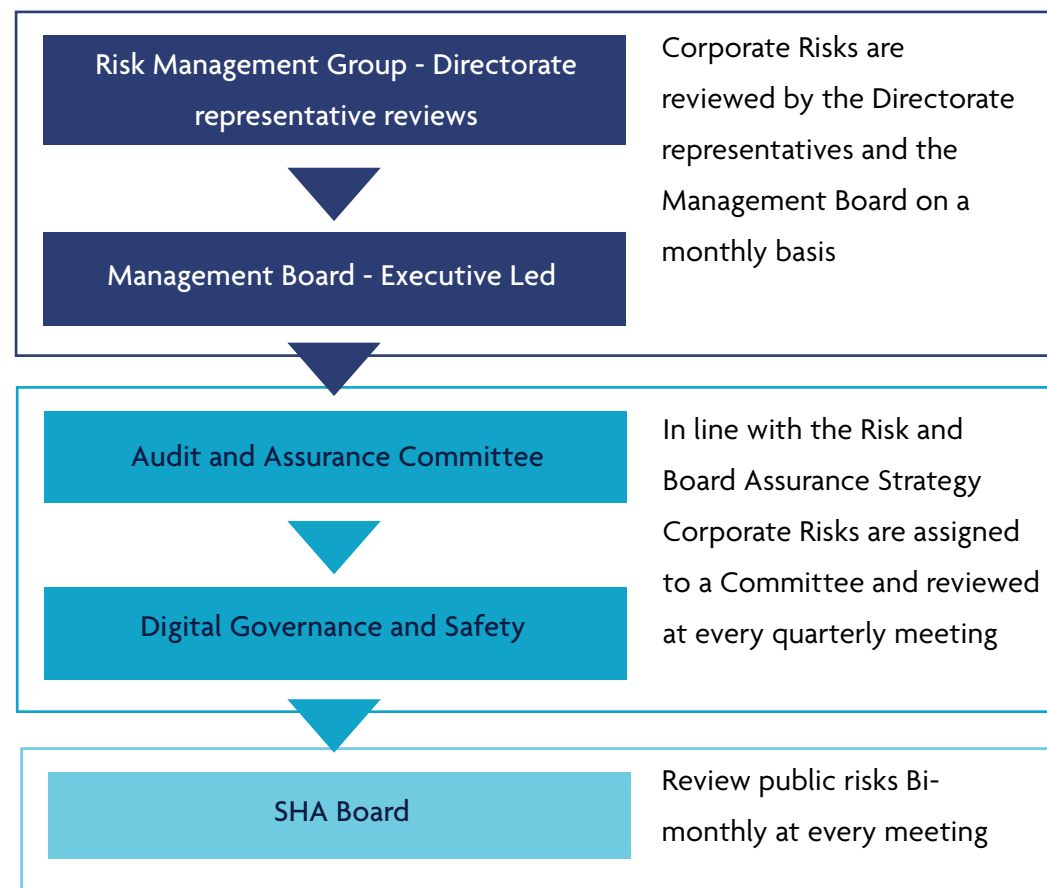 Risk Management Group - Directorate
representative reviews
Corporate Risks are
reviewed by the Directorate
representatives and the
Management Board on a
monthly basis
Management Board - Executive Led
Audit and Assurance Committee
In line with the Risk and
Board Assurance Strategy
Corporate Risks are assigned
to a Committee and reviewed
at every quarterly meeting
Digital Governance and Safety
SHA Board
Review public risks Bi-
monthly at every meeting